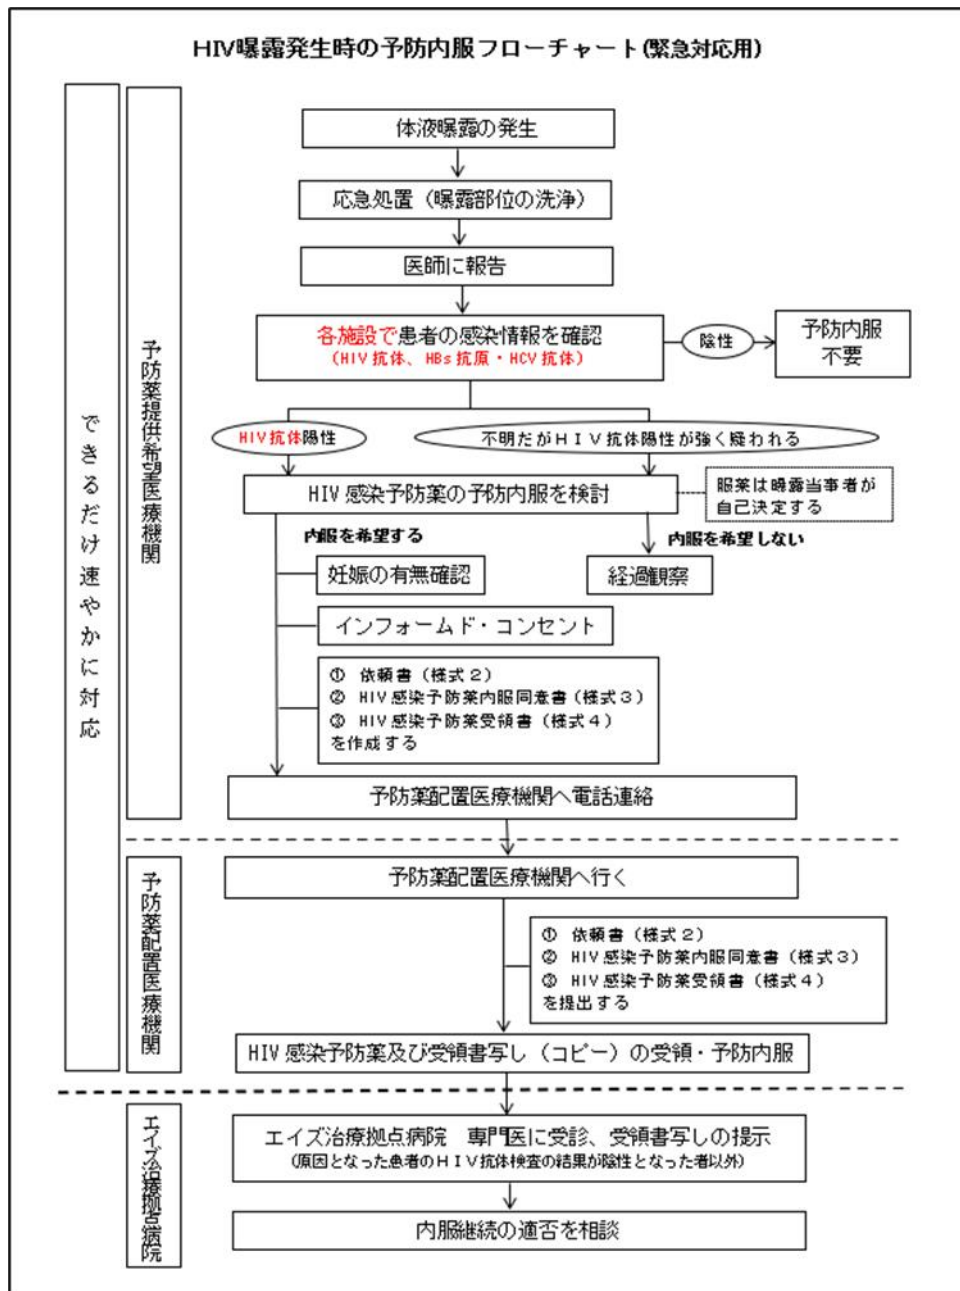 HIV曝露発生時の予防内服フローチャート(緊急対応用)
できるだけ速やかに対応
予防薬提供希望医療機関
体液曝露の発生
応急処置（曝露部位の洗浄）
医師に報告
各施設で患者の感染情報を確認
（HIV抗体、HBs抗原・HCV抗体）
陰性
予防内服
不要
HIV抗体陽性
不明だがＨＩＶ抗体陽性が強く疑われる
HIV感染予防薬の予防内服を検討
服薬は曝露当事者が
自己決定する
内服を希望する
内服を希望しない
妊娠の有無確認
経過観察
インフォームド・コンセント
① 依頼書（様式２）
② HIV感染予防薬内服同意書（様式３）
③ HIV感染予防薬受領書（様式４）
を作成する
予防薬配置医療機関へ電話連絡
予防薬配置医療機関
予防薬配置医療機関へ行く
① 依頼書（様式２）
② HIV感染予防薬内服同意書（様式３）
③ HIV感染予防薬受領書（様式４）
を提出する
HIV感染予防薬及び受領書写し（コピー）の受領・予防内服
エイズ治療拠点病院
エイズ治療拠点病院　専門医に受診、受領書写しの提示
（原因となった患者のＨＩＶ抗体検査の結果が陰性となった者以外）
内服継続の適否を相談